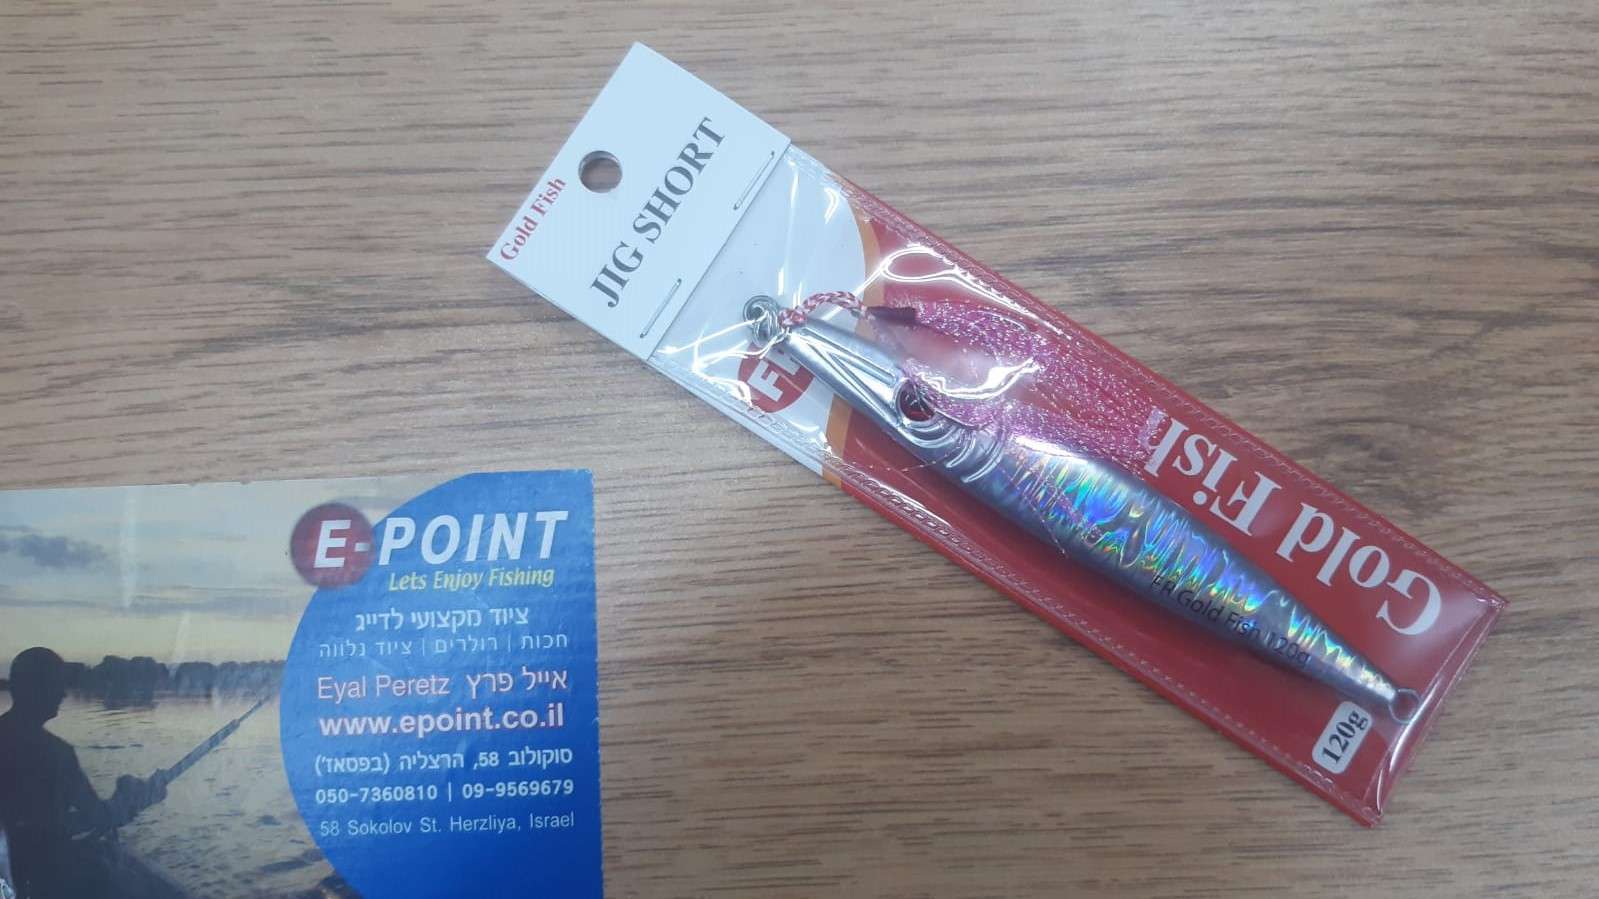 Gold Fish
JIG SHORT
Gold Fish
FR Gold Fish 120g
120g
E-POINT
Lets Enjoy Fishing
ציוד מקצועי לדייג
חכות | רולרים | ציוד נלווה
Eyal Peretz אייל פרץ
www.epoint.co.il
סוקולוב 58, הרצליה (בפסאז')
050-7360810 | 09-9569679
58 Sokolov St. Herzliya, Israel